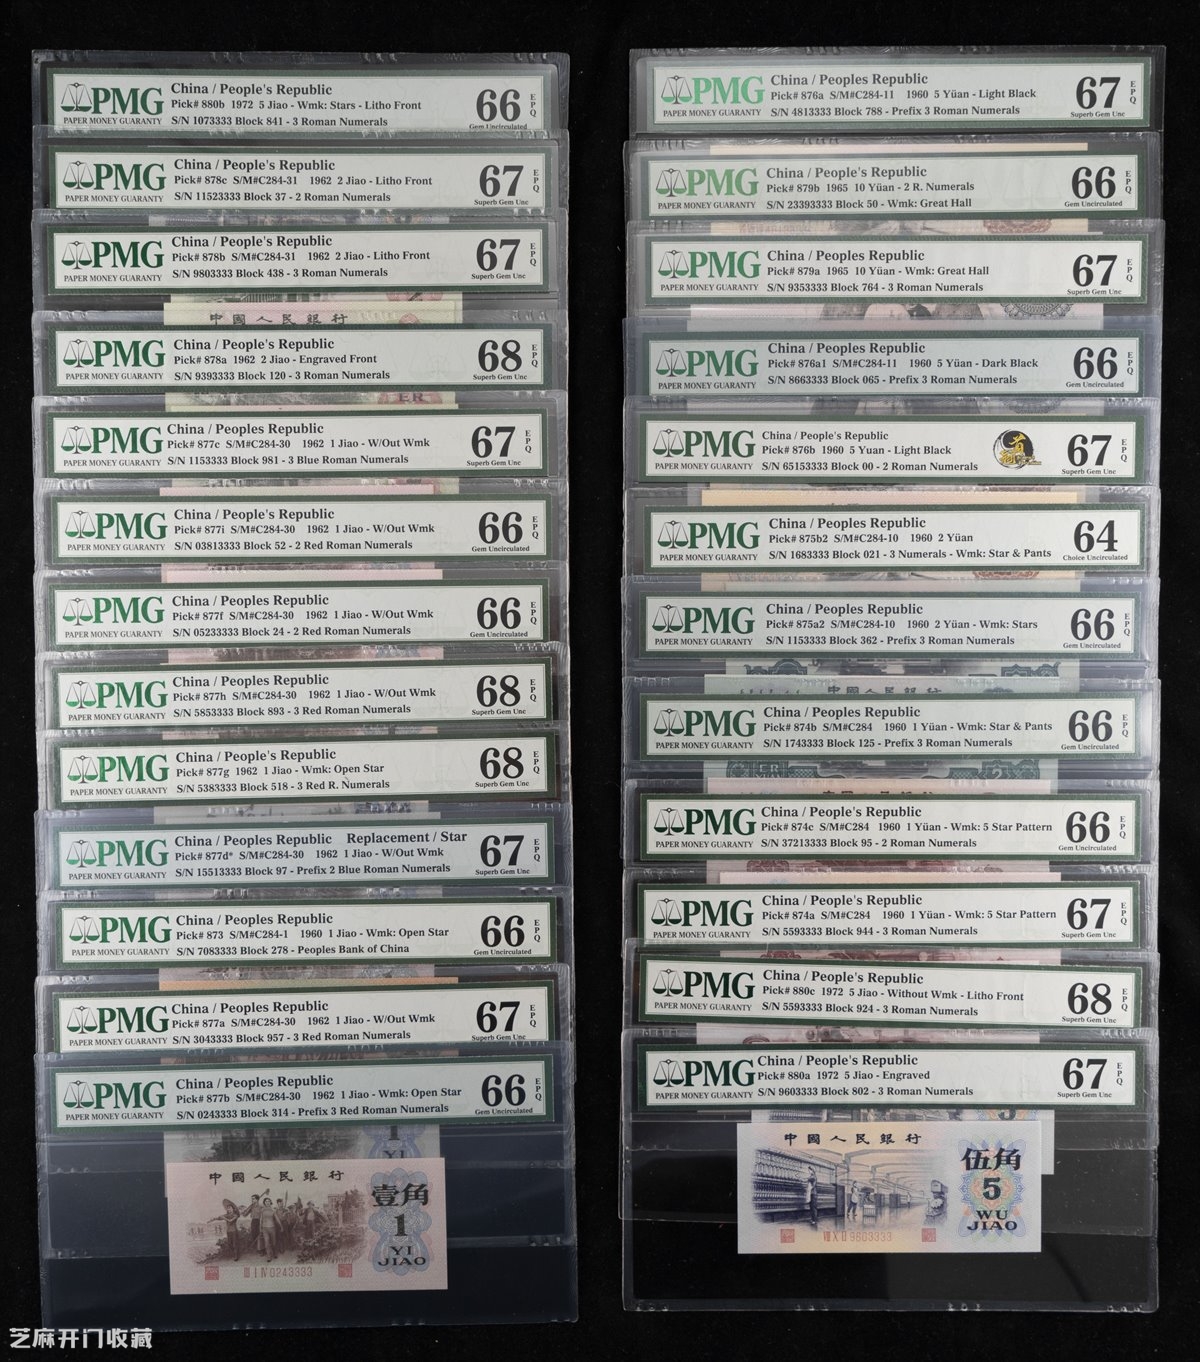 PMG
PAPER MONEY GUARANTY
China / People's Republic
Pick# 880b 1972 5 Jiao - Wmk: Stars - Litho Front
S/N 1073333 Block 841 - 3 Roman Numerals
66 EPQ
Gem Uncirculated
PMG
PAPER MONEY GUARANTY
China / People's Republic
Pick# 878c S/M#C284-31 1962 2 Jiao - Litho Front
S/N 11523333 Block 37 - 2 Roman Numerals
67 EPQ
Superb Gem Unc
PMG
PAPER MONEY GUARANTY
China / People's Republic
Pick# 878b S/M#C284-31 1962 2 Jiao - Litho Front
S/N 9803333 Block 438 - 3 Roman Numerals
67 EPQ
Superb Gem Unc
中國人民銀行
PMG
PAPER MONEY GUARANTY
China / People's Republic
Pick# 878a 1962 2 Jiao - Engraved Front
S/N 9393333 Block 120 - 3 Roman Numerals
68 EPQ
Superb Gem Unc
ER
PMG
PAPER MONEY GUARANTY
China / Peoples Republic
Pick# 877c S/M#C284-30 1962 1 Jiao - W/Out Wmk
S/N 1153333 Block 981 - 3 Blue Roman Numerals
67 EPQ
Superb Gem Unc
PMG
PAPER MONEY GUARANTY
China / Peoples Republic
Pick# 877i S/M#C284-30 1962 1 Jiao - W/Out Wmk
S/N 03813333 Block 52 - 2 Red Roman Numerals
66 EPQ
Gem Uncirculated
PMG
PAPER MONEY GUARANTY
China / Peoples Republic
Pick# 877f S/M#C284-30 1962 1 Jiao - W/Out Wmk
S/N 05233333 Block 24 - 2 Red Roman Numerals
66 EPQ
Gem Uncirculated
PMG
PAPER MONEY GUARANTY
China / People's Republic
Pick# 877h S/M#C284-30 1962 1 Jiao - W/Out Wmk
S/N 5853333 Block 893 - 3 Red Roman Numerals
68 EPQ
Superb Gem Unc
PMG
PAPER MONEY GUARANTY
China / People's Republic
Pick# 877g 1962 1 Jiao - Wmk: Open Star
S/N 5383333 Block 518 - 3 Red R. Numerals
68 EPQ
Superb Gem Unc
PMG
PAPER MONEY GUARANTY
China / Peoples Republic Replacement / Star
Pick# 877d* S/M#C284-30 1962 1 Jiao - W/Out Wmk
S/N 15513333 Block 97 - Prefix 2 Blue Roman Numerals
67 EPQ
Superb Gem Unc
PMG
PAPER MONEY GUARANTY
China / Peoples Republic
Pick# 873 S/M#C284-1 1960 1 Jiao - Wmk: Open Star
S/N 7083333 Block 278 - Peoples Bank of China
66 EPQ
Gem Uncirculated
PMG
PAPER MONEY GUARANTY
China / Peoples Republic
Pick# 877a S/M#C284-30 1962 1 Jiao - W/Out Wmk
S/N 3043333 Block 957 - 3 Red Roman Numerals
67 EPQ
Superb Gem Unc
PMG
PAPER MONEY GUARANTY
China / Peoples Republic
Pick# 877b S/M#C284-30 1962 1 Jiao - Wmk: Open Star
S/N 0243333 Block 314 - Prefix 3 Red Roman Numerals
66 EPQ
Gem Uncirculated
1
YI
中國人民銀行
壹角
1
YI
JIAO
III I IV 0243333
PMG
PAPER MONEY GUARANTY
China / Peoples Republic
Pick# 876a S/M#C284-11 1960 5 Yüan - Light Black
S/N 4813333 Block 788 - Prefix 3 Roman Numerals
67 EPQ
Superb Gem Unc
PMG
PAPER MONEY GUARANTY
China / People's Republic
Pick# 879b 1965 10 Yüan - 2 R. Numerals
S/N 23393333 Block 50 - Wmk: Great Hall
66 EPQ
Gem Uncirculated
PMG
PAPER MONEY GUARANTY
China / People's Republic
Pick# 879a 1965 10 Yüan - Wmk: Great Hall
S/N 9353333 Block 764 - 3 Roman Numerals
67 EPQ
Superb Gem Unc
PMG
PAPER MONEY GUARANTY
China / Peoples Republic
Pick# 876a1 S/M#C284-11 1960 5 Yüan - Dark Black
S/N 8663333 Block 065 - Prefix 3 Roman Numerals
66 EPQ
Gem Uncirculated
PMG
PAPER MONEY GUARANTY
China / People's Republic
Pick# 876b 1960 5 Yuan - Light Black
S/N 65153333 Block 00 - 2 Roman Numerals
67 EPQ
Superb Gem Unc
PMG
PAPER MONEY GUARANTY
China / Peoples Republic
Pick# 875b2 S/M#C284-10 1960 2 Yüan
S/N 1683333 Block 021 - 3 Numerals - Wmk: Star & Pants
64
Choice Uncirculated
PMG
PAPER MONEY GUARANTY
China / Peoples Republic
Pick# 875a2 S/M#C284-10 1960 2 Yüan - Wmk: Stars
S/N 1153333 Block 362 - Prefix 3 Roman Numerals
66 EPQ
Gem Uncirculated
中國人民銀行
PMG
PAPER MONEY GUARANTY
China / Peoples Republic
Pick# 874b S/M#C284 1960 1 Yüan - Wmk: Star & Pants
S/N 1743333 Block 125 - Prefix 3 Roman Numerals
66 EPQ
Gem Uncirculated
ER
2
PMG
PAPER MONEY GUARANTY
China / People's Republic
Pick# 874c S/M#C284 1960 1 Yüan - Wmk: 5 Star Pattern
S/N 37213333 Block 95 - 2 Roman Numerals
66 EPQ
Gem Uncirculated
PMG
PAPER MONEY GUARANTY
China / People's Republic
Pick# 874a S/M#C284 1960 1 Yüan - Wmk: 5 Star Pattern
S/N 5593333 Block 944 - 3 Roman Numerals
67 EPQ
Superb Gem Unc
PMG
PAPER MONEY GUARANTY
China / People's Republic
Pick# 880c 1972 5 Jiao - Without Wmk - Litho Front
S/N 5593333 Block 924 - 3 Roman Numerals
68 EPQ
Superb Gem Unc
PMG
PAPER MONEY GUARANTY
China / People's Republic
Pick# 880a 1972 5 Jiao - Engraved
S/N 9603333 Block 802 - 3 Roman Numerals
67 EPQ
Superb Gem Unc
5
中國人民銀行
伍角
5
WU
JIAO
VIII X II 9603333
芝麻开门收藏